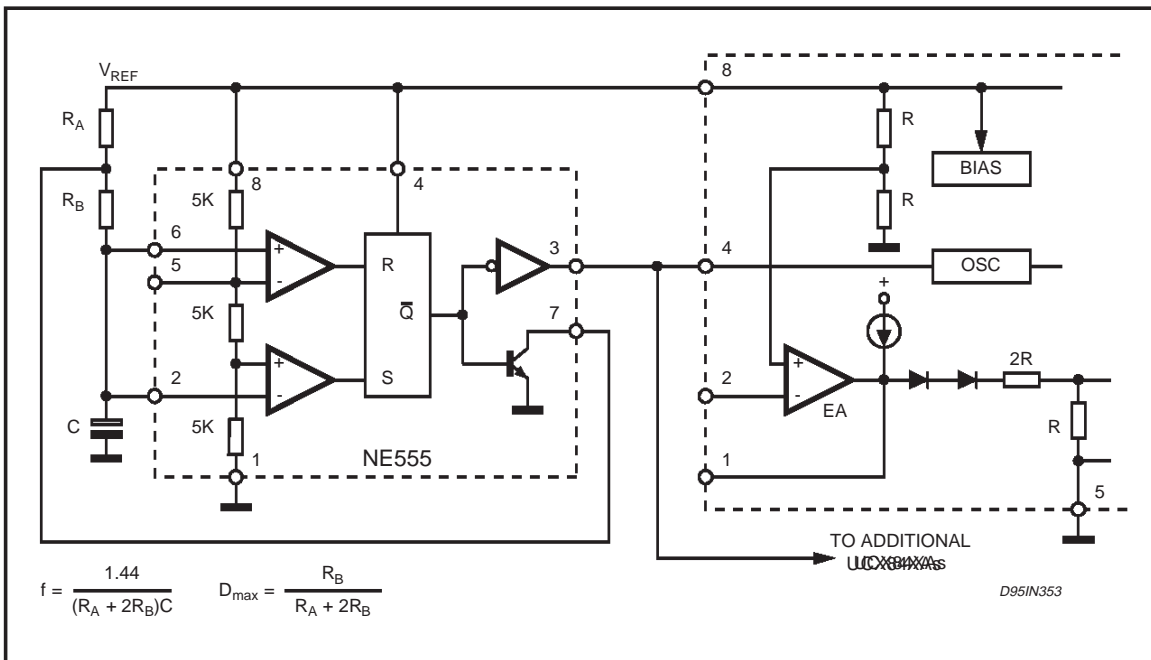 V_REF
8
R_A
R
8
4
BIAS
R_B
5K
R
6
3
4
5
R
OSC
+
-
Q̅
+
5K
7
2R
+
2
+
2
S
-
-
EA
R
C
5K
1
NE555
1
5
TO ADDITIONAL
f = 1.44 / (R_A + 2R_B)C
D_max = R_B / R_A + 2R_B
D95IN353